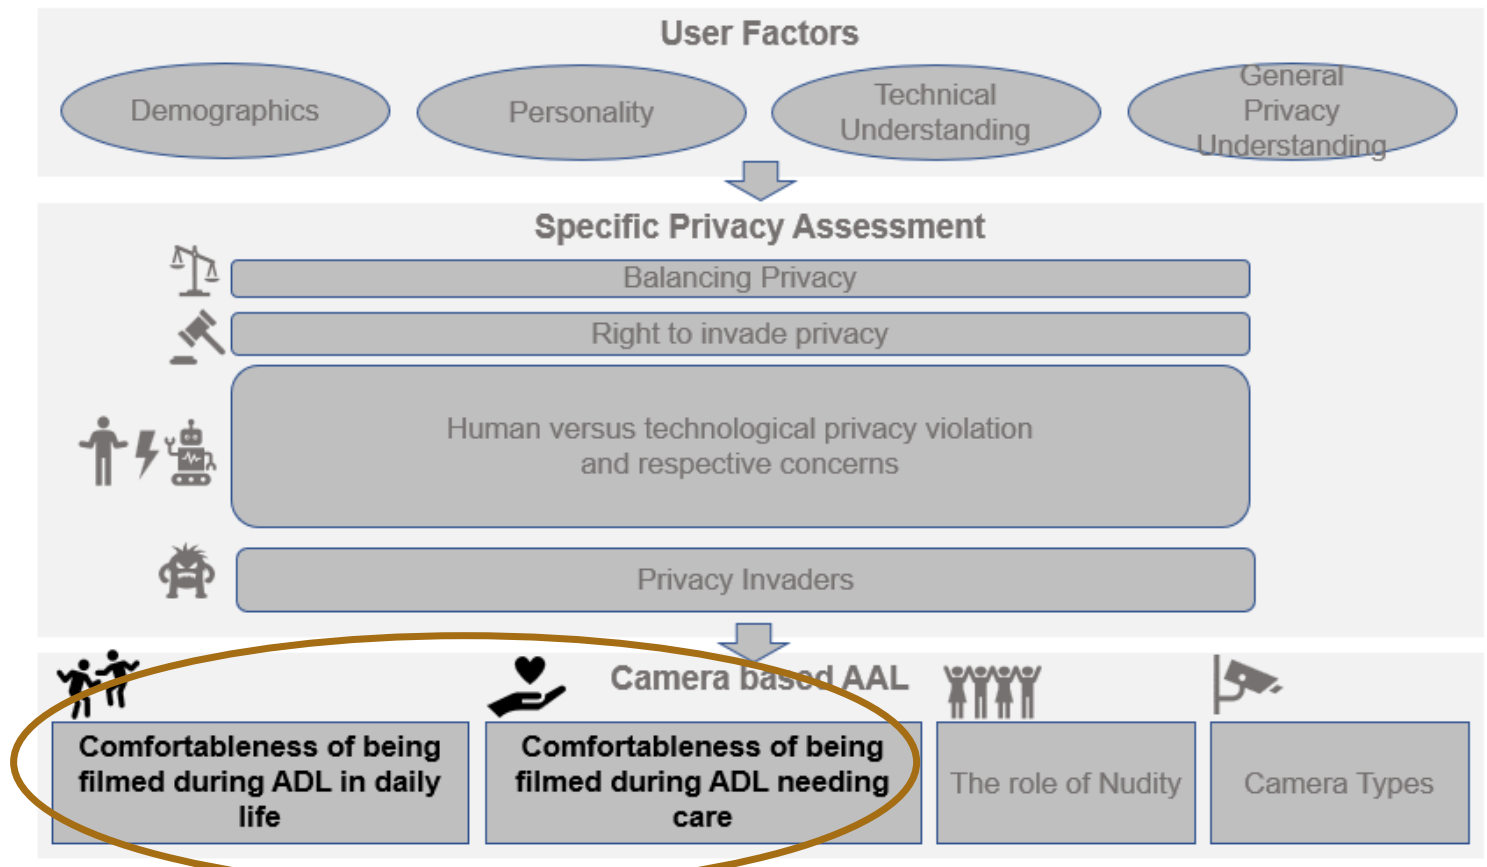 User Factors
Demographics
Personality
Technical
Understanding
General
Privacy
Understanding
Specific Privacy Assessment
Balancing Privacy
Right to invade privacy
Human versus technological privacy violation
and respective concerns
Privacy Invaders
Camera based AAL
Comfortableness of being
filmed during ADL in daily
life
Comfortableness of being
filmed during ADL needing
care
The role of Nudity
Camera Types